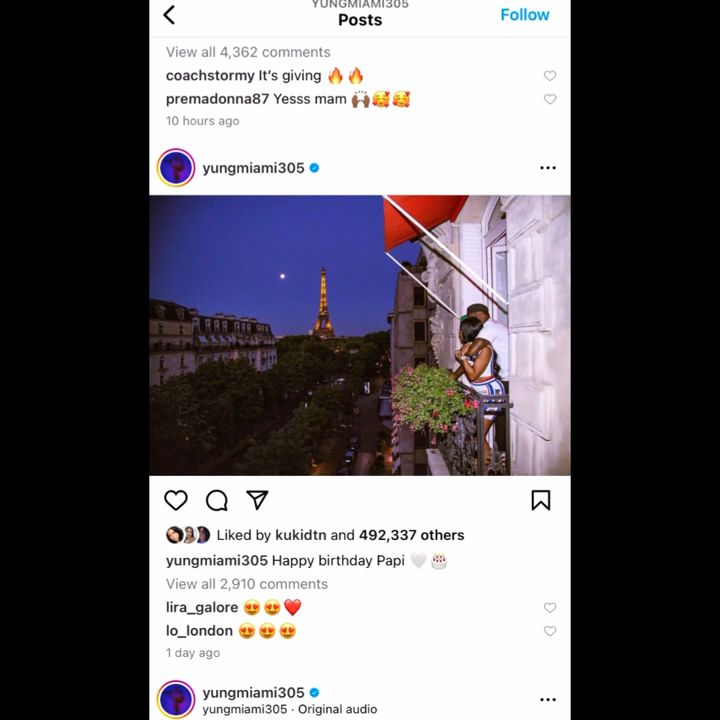 YUNGMIAMI305
Posts
Follow
View all 4,362 comments
coachstormy It's giving 🔥🔥
premadonna87 Yesss mam 🙌🏾🥰🥰
10 hours ago
yungmiami305
Liked by kukidtn and 492,337 others
yungmiami305 Happy birthday Papi 🤍🎂
View all 2,910 comments
lira_galore 😍😍❤️
lo_london 😍😍😍
1 day ago
yungmiami305
yungmiami305 · Original audio